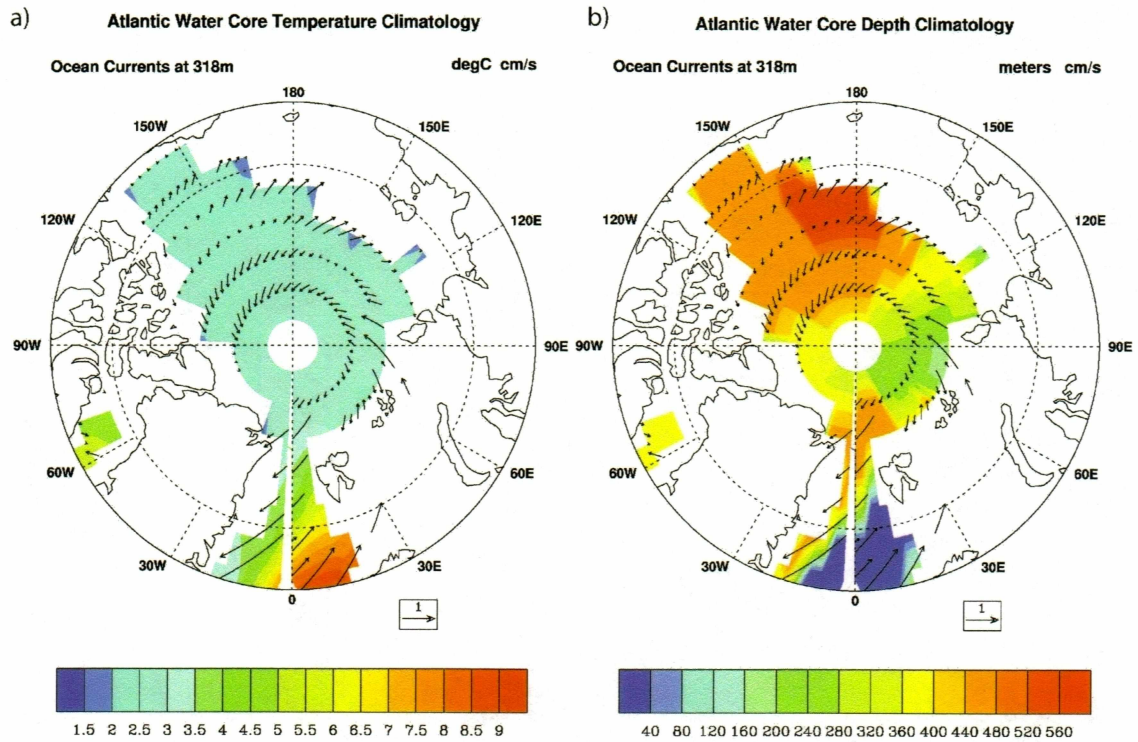 a)
Atlantic Water Core Temperature Climatology
Ocean Currents at 318m degC cm/s
180
150W 150E
120W 120E
90W 90E
60W 60E
30W 30E
0
1
1.5 2 2.5 3 3.5 4 4.5 5 5.5 6 6.5 7 7.5 8 8.5 9
b)
Atlantic Water Core Depth Climatology
Ocean Currents at 318m meters cm/s
180
150W 150E
120W 120E
90W 90E
60W 60E
30W 30E
0
1
40 80 120 160 200 240 280 320 360 400 440 480 520 560